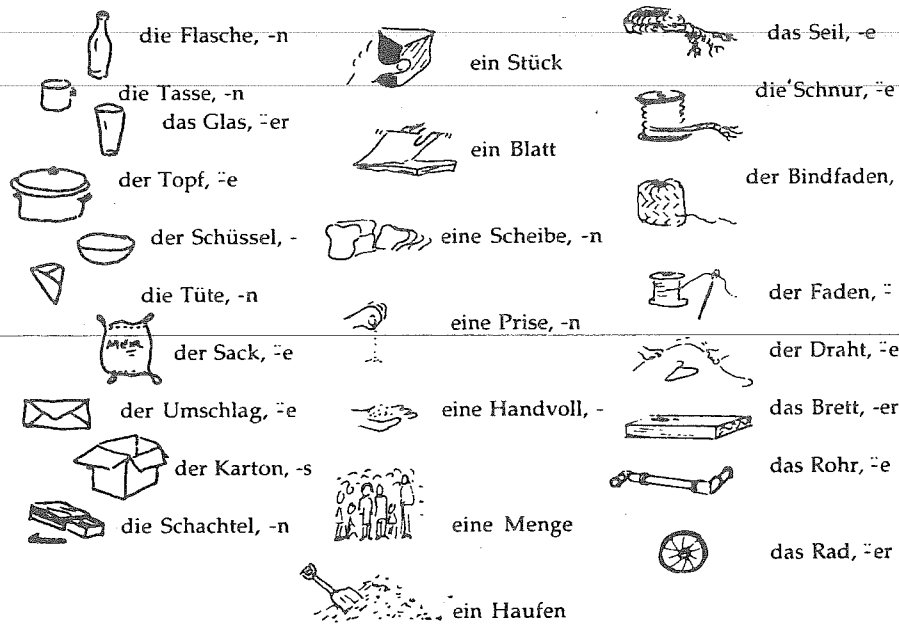 die Flasche, -n
die Tasse, -n
das Glas, ⸚er
der Topf, ⸚e
der Schüssel, -
die Tüte, -n
der Sack, ⸚e
der Umschlag, ⸚e
der Karton, -s
die Schachtel, -n
ein Stück
ein Blatt
eine Scheibe, -n
eine Prise, -n
eine Handvoll, -
eine Menge
ein Haufen
das Seil, -e
die Schnur, ⸚e
der Bindfaden,
der Faden, ⸚
der Draht, ⸚e
das Brett, -er
das Rohr, ⸚e
das Rad, ⸚er